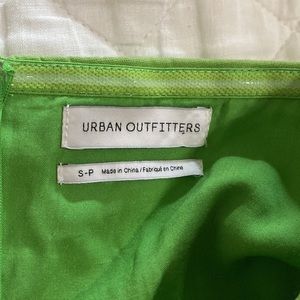 URBAN OUTFITTERS
S-P Made in China / Fabriqué en Chine